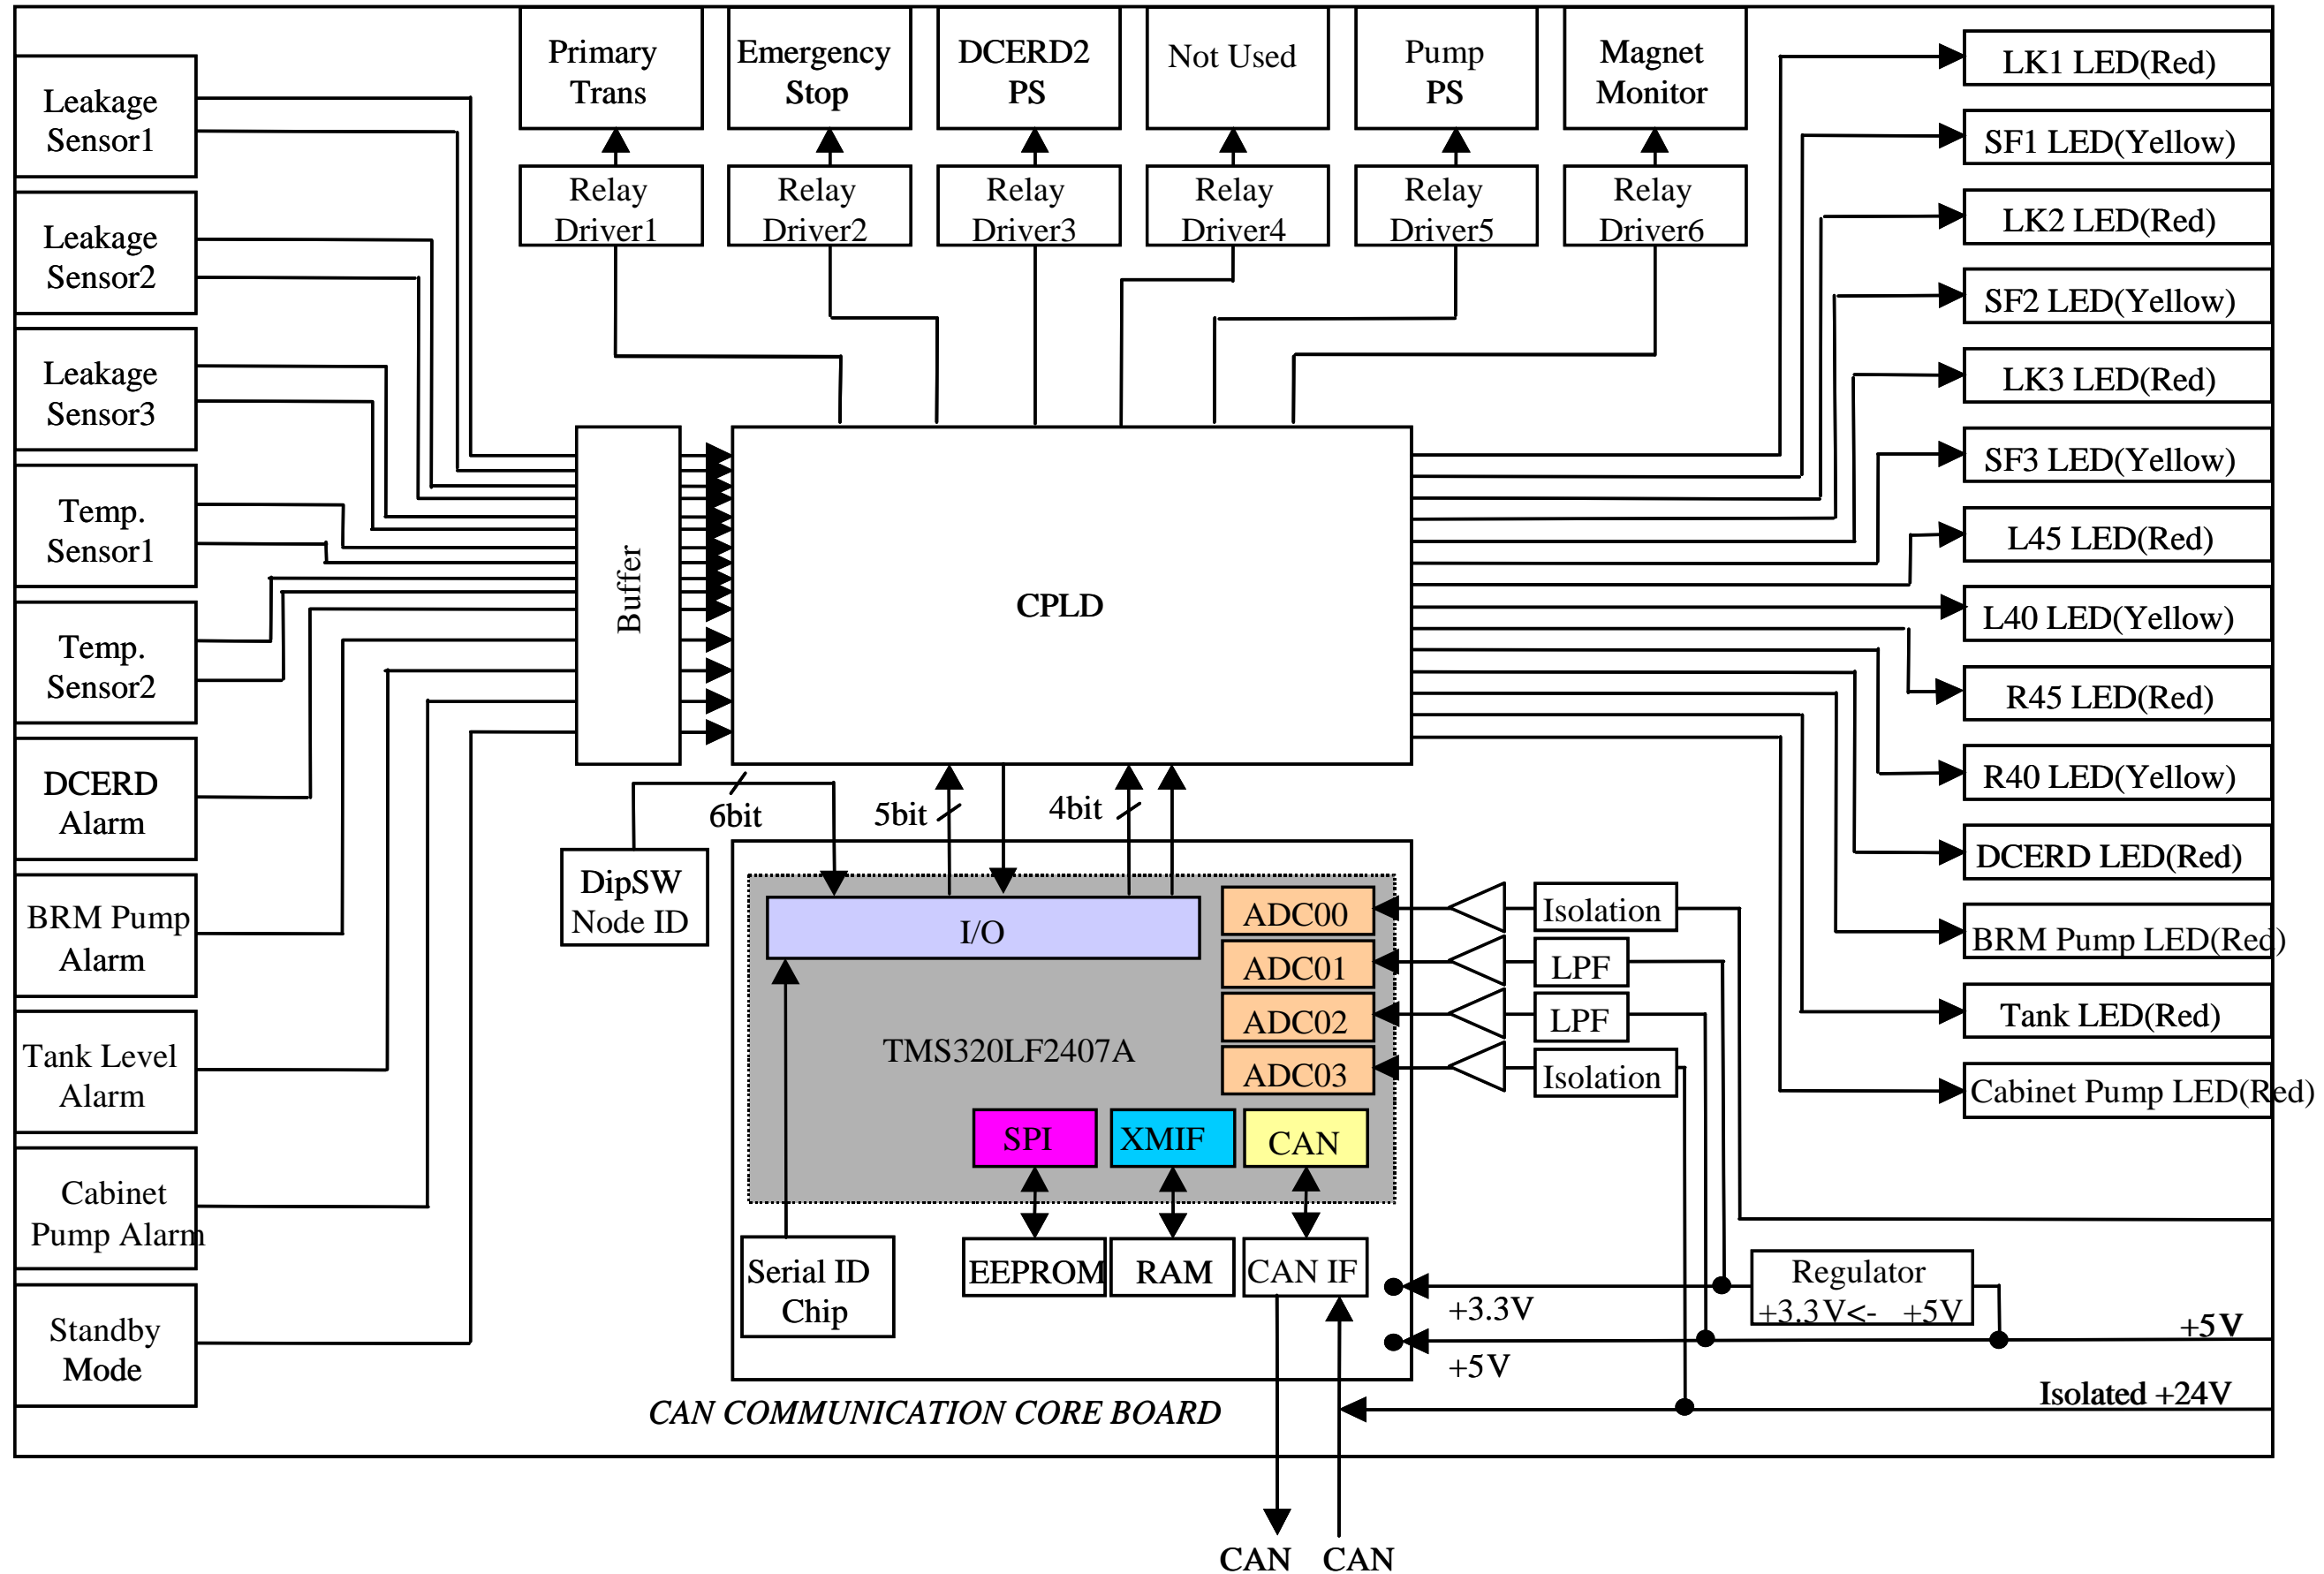 Primary
Trans
Emergency
Stop
DCERD2
PS
Not Used
Pump
PS
Magnet
Monitor
Relay
Driver1
Relay
Driver2
Relay
Driver3
Relay
Driver4
Relay
Driver5
Relay
Driver6
Leakage
Sensor1
Leakage
Sensor2
Leakage
Sensor3
Temp.
Sensor1
Temp.
Sensor2
DCERD
Alarm
BRM Pump
Alarm
Tank Level
Alarm
Cabinet
Pump Alarm
Standby
Mode
Buffer
CPLD
LK1 LED(Red)
SF1 LED(Yellow)
LK2 LED(Red)
SF2 LED(Yellow)
LK3 LED(Red)
SF3 LED(Yellow)
L45 LED(Red)
L40 LED(Yellow)
R45 LED(Red)
R40 LED(Yellow)
DCERD LED(Red)
BRM Pump LED(Red)
Tank LED(Red)
Cabinet Pump LED(Red)
6bit
5bit
4bit
DipSW
Node ID
I/O
ADC00
ADC01
ADC02
ADC03
Isolation
LPF
LPF
Isolation
TMS320LF2407A
SPI
XMIF
CAN
Serial ID
Chip
EEPROM
RAM
CAN IF
Regulator
+3.3V<- +5V
+3.3V
+5V
+5V
Isolated +24V
CAN COMMUNICATION CORE BOARD
CAN
CAN